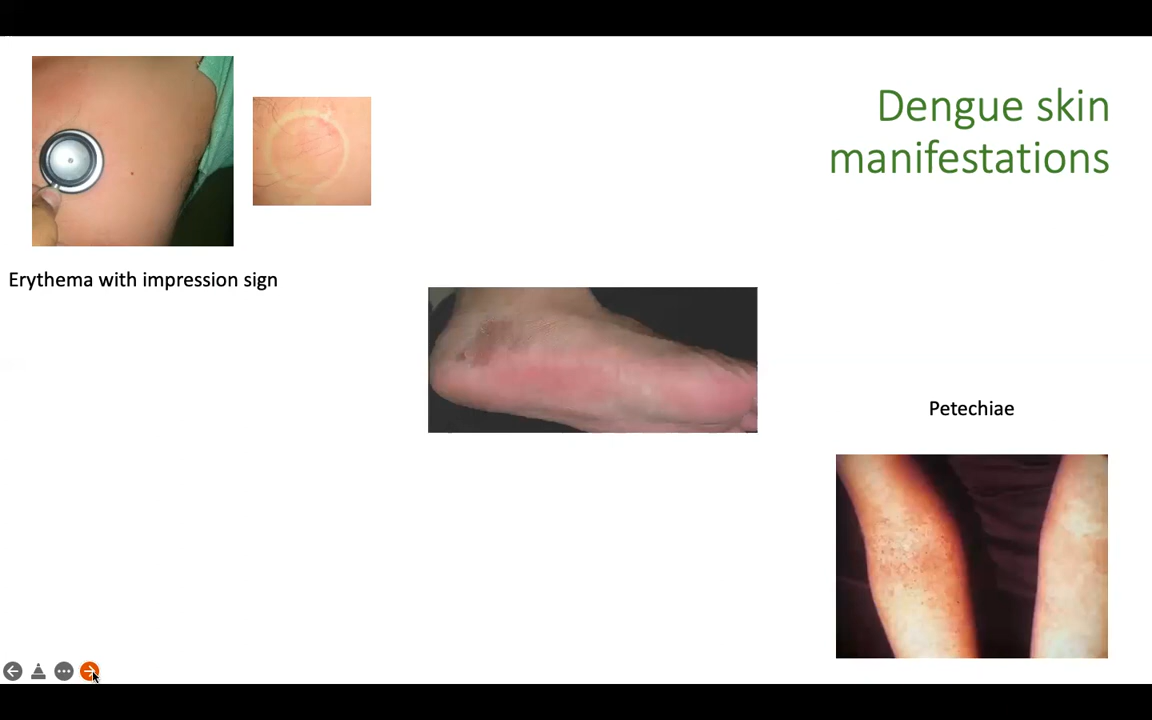 Dengue skin
manifestations
Erythema with impression sign
Petechiae